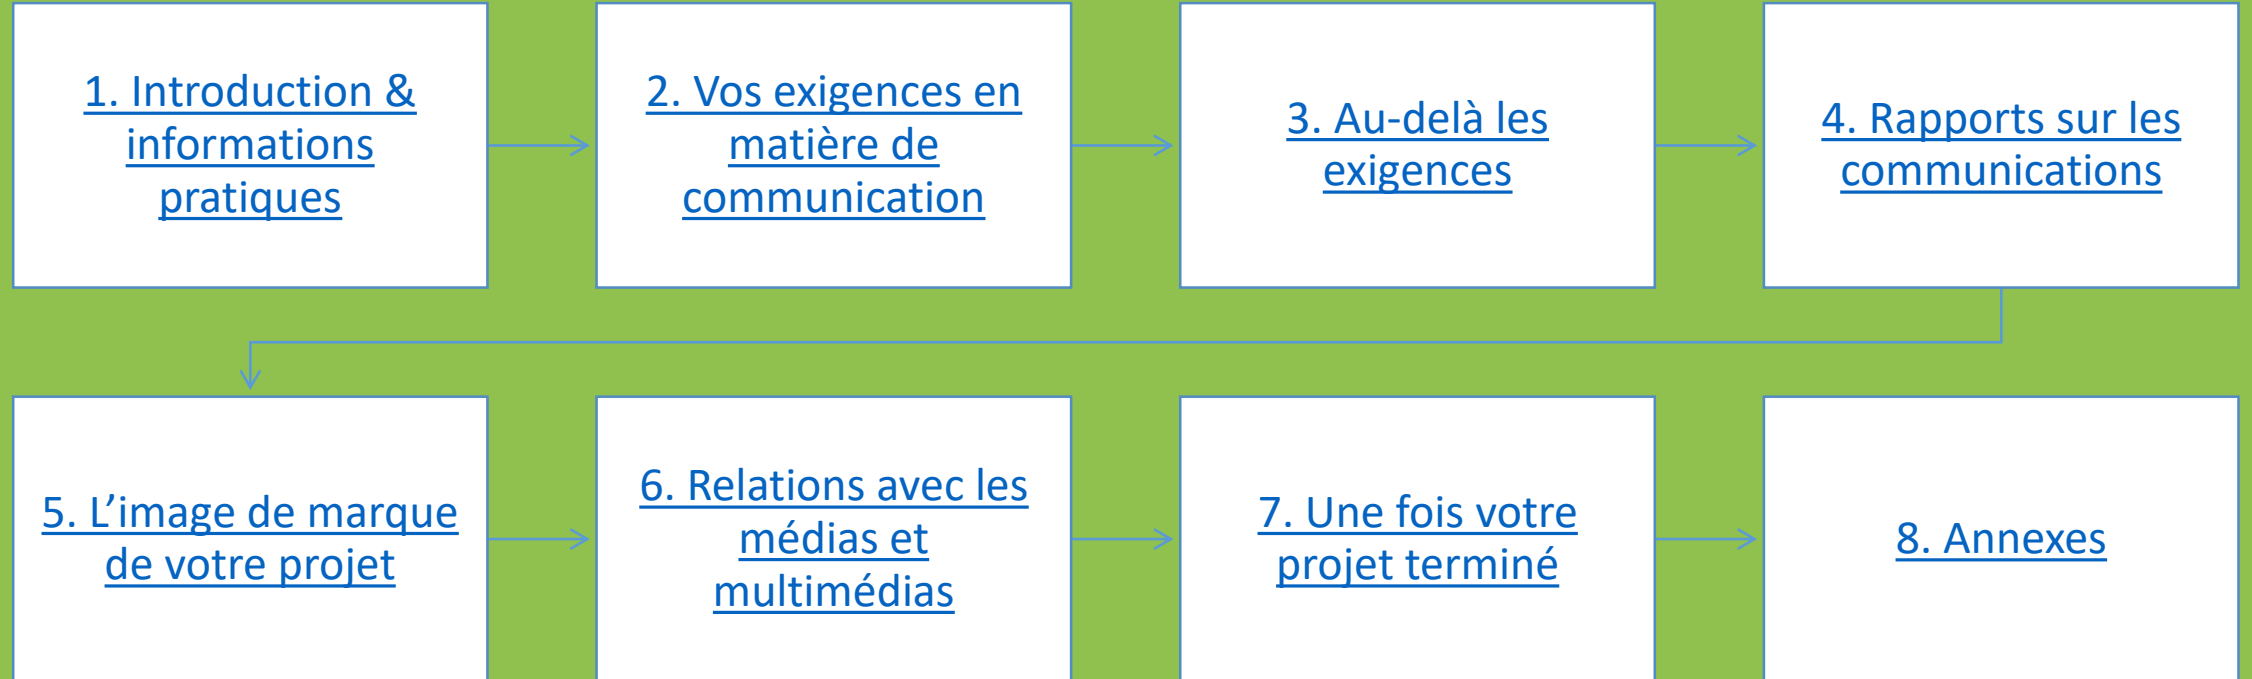 1. Introduction &
informations
pratiques
2. Vos exigences en
matière de
communication
3. Au-delà les
exigences
4. Rapports sur les
communications
5. L’image de marque
de votre projet
6. Relations avec les
médias et
multimédias
7. Une fois votre
projet terminé
8. Annexes